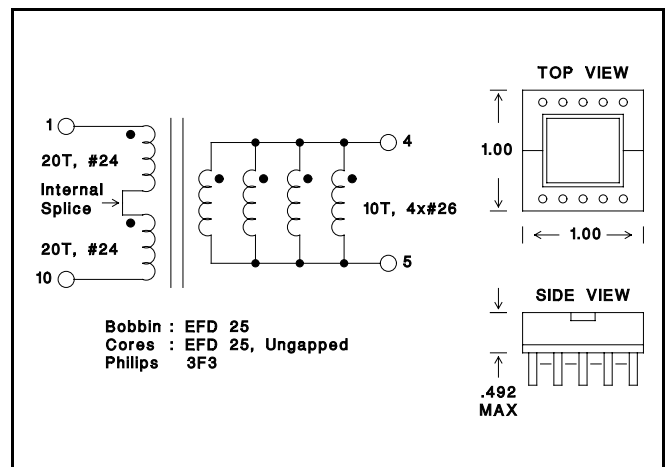 1
20T, #24
Internal
Splice
20T, #24
10
4
10T, 4x#26
5
Bobbin : EFD 25
Cores : EFD 25, Ungapped
Philips 3F3
TOP VIEW
1.00
1.00
SIDE VIEW
.492
MAX